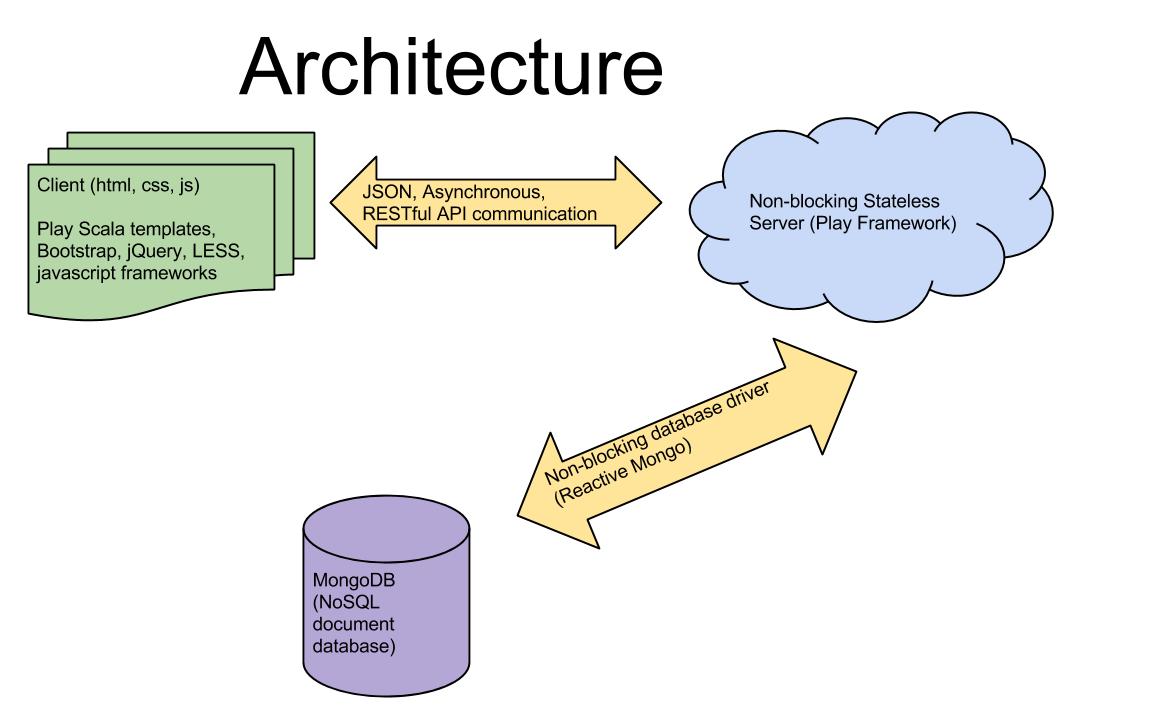 Architecture
Client (html, css, js)
Play Scala templates,
Bootstrap, jQuery, LESS,
javascript frameworks
JSON, Asynchronous,
RESTful API communication
Non-blocking Stateless
Server (Play Framework)
Non-blocking database driver
(Reactive Mongo)
MongoDB
(NoSQL
document
database)